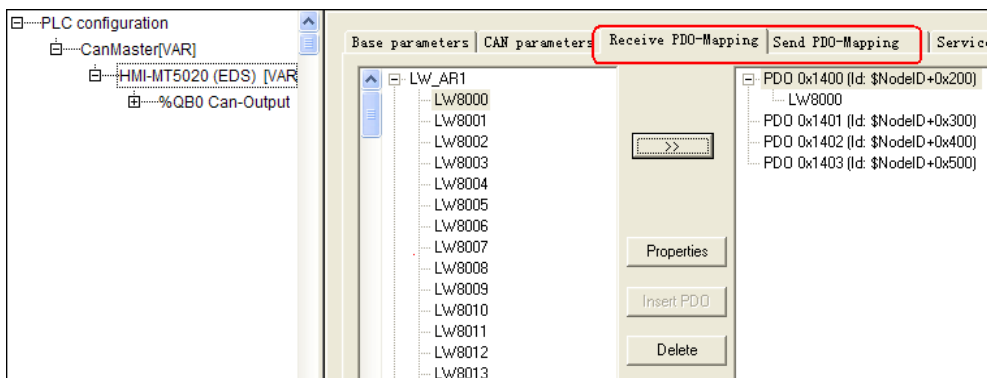 PLC configuration
CanMaster[VAR]
HMI-MT5020 (EDS) [VAR
%QB0 Can-Output
Base parameters
CAN parameters
Receive PDO-Mapping
Send PDO-Mapping
Servic
LW_AR1
LW8000
LW8001
LW8002
LW8003
LW8004
LW8005
LW8006
LW8007
LW8008
LW8009
LW8010
LW8011
LW8012
LW8013
>>
Properties
Insert PDO
Delete
PDO 0x1400 (Id: $NodeID+0x200)
LW8000
PDO 0x1401 (Id: $NodeID+0x300)
PDO 0x1402 (Id: $NodeID+0x400)
PDO 0x1403 (Id: $NodeID+0x500)